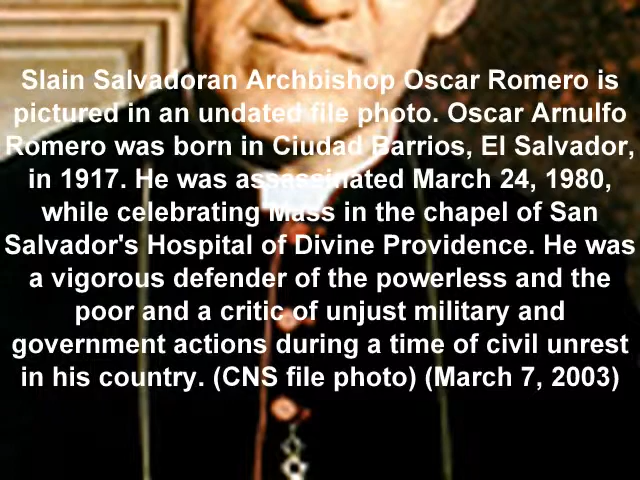 Slain Salvadoran Archbishop Oscar Romero is
pictured in an undated file photo. Oscar Arnulfo
Romero was born in Ciudad Barrios, El Salvador,
in 1917. He was assassinated March 24, 1980,
while celebrating Mass in the chapel of San
Salvador's Hospital of Divine Providence. He was
a vigorous defender of the powerless and the
poor and a critic of unjust military and
government actions during a time of civil unrest
in his country. (CNS file photo) (March 7, 2003)